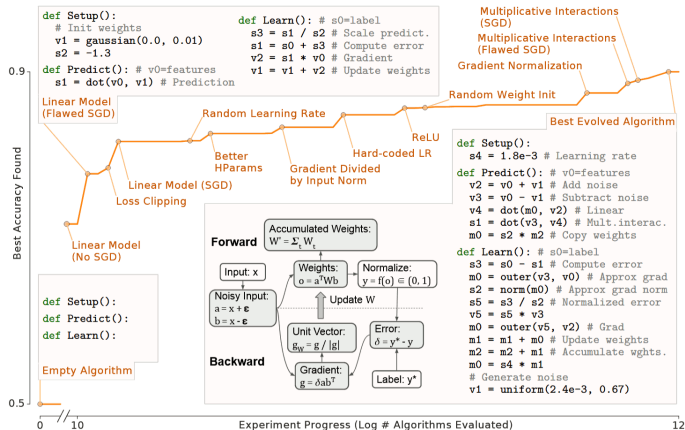 def Setup():
# Init weights
v1 = gaussian(0.0, 0.01)
s2 = -1.3
def Predict(): # v0=features
s1 = dot(v0, v1) # Prediction
def Learn(): # s0=label
s3 = s1 / s2 # Scale predict.
s1 = s0 + s3 # Compute error
v2 = s1 * v0 # Gradient
v1 = v1 + v2 # Update weights
Multiplicative Interactions
(SGD)
Multiplicative Interactions
(Flawed SGD)
Gradient Normalization
Random Weight Init
Best Evolved Algorithm
0.9
Linear Model
(Flawed SGD)
Random Learning Rate
ReLU
Hard-coded LR
Gradient Divided
by Input Norm
Better
HParams
Linear Model (SGD)
Loss Clipping
Linear Model
(No SGD)
Best Accuracy Found
def Setup():
def Predict():
def Learn():
Empty Algorithm
0.5
Forward
Accumulated Weights:
W' = Σt Wt
Input: x
Weights:
o = aᵀWb
Normalize:
y = f(o) ∈ (0, 1)
Noisy Input:
a = x + ε
b = x - ε
Update W
Unit Vector:
gw = g / |g|
Error:
δ = y* - y
Backward
Gradient:
g = δabᵀ
Label: y*
def Setup():
s4 = 1.8e-3 # Learning rate
def Predict(): # v0=features
v2 = v0 + v1 # Add noise
v3 = v0 - v1 # Subtract noise
v4 = dot(m0, v2) # Linear
s1 = dot(v3, v4) # Mult.interac.
m0 = s2 * m2 # Copy weights
def Learn(): # s0=label
s3 = s0 - s1 # Compute error
m0 = outer(v3, v0) # Approx grad
s2 = norm(m0) # Approx grad norm
s5 = s3 / s2 # Normalized error
v5 = s5 * v3
m0 = outer(v5, v2) # Grad
m1 = m1 + m0 # Update weights
m2 = m2 + m1 # Accumulate wghts.
m0 = s4 * m1
# Generate noise
v1 = uniform(2.4e-3, 0.67)
0
10
12
Experiment Progress (Log # Algorithms Evaluated)